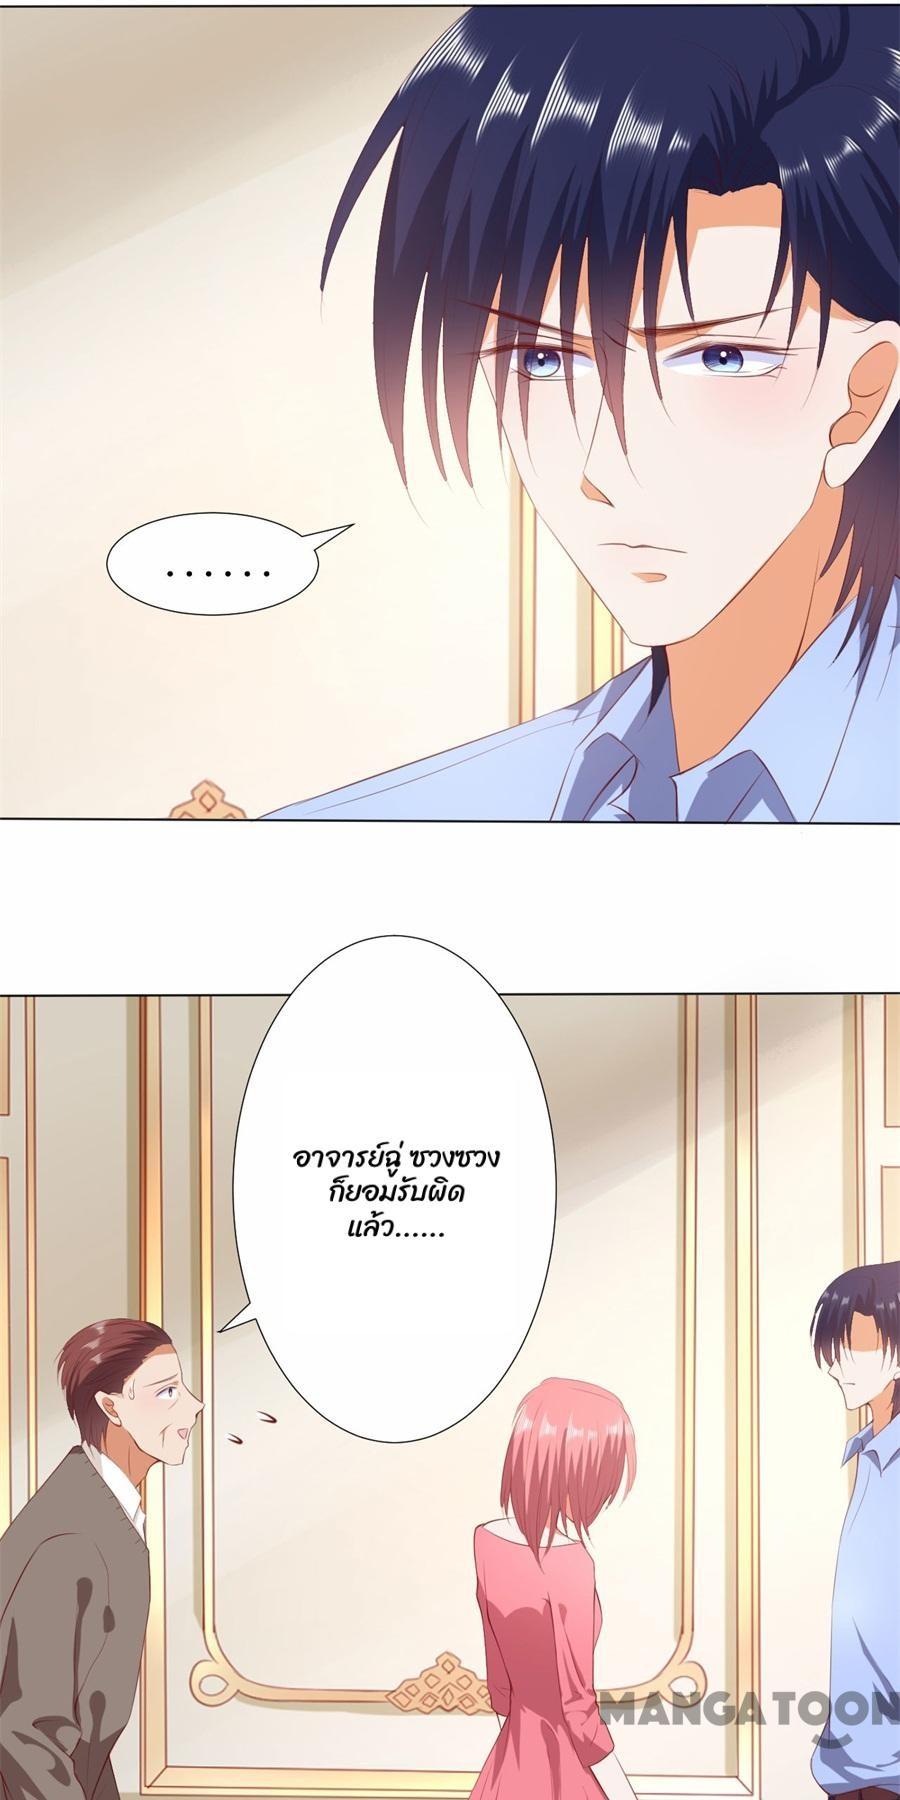 ......
อาจารย์ฉู่ ซวงซวง
ก็ยอมรับผิด
แล้ว......
MANGATOON